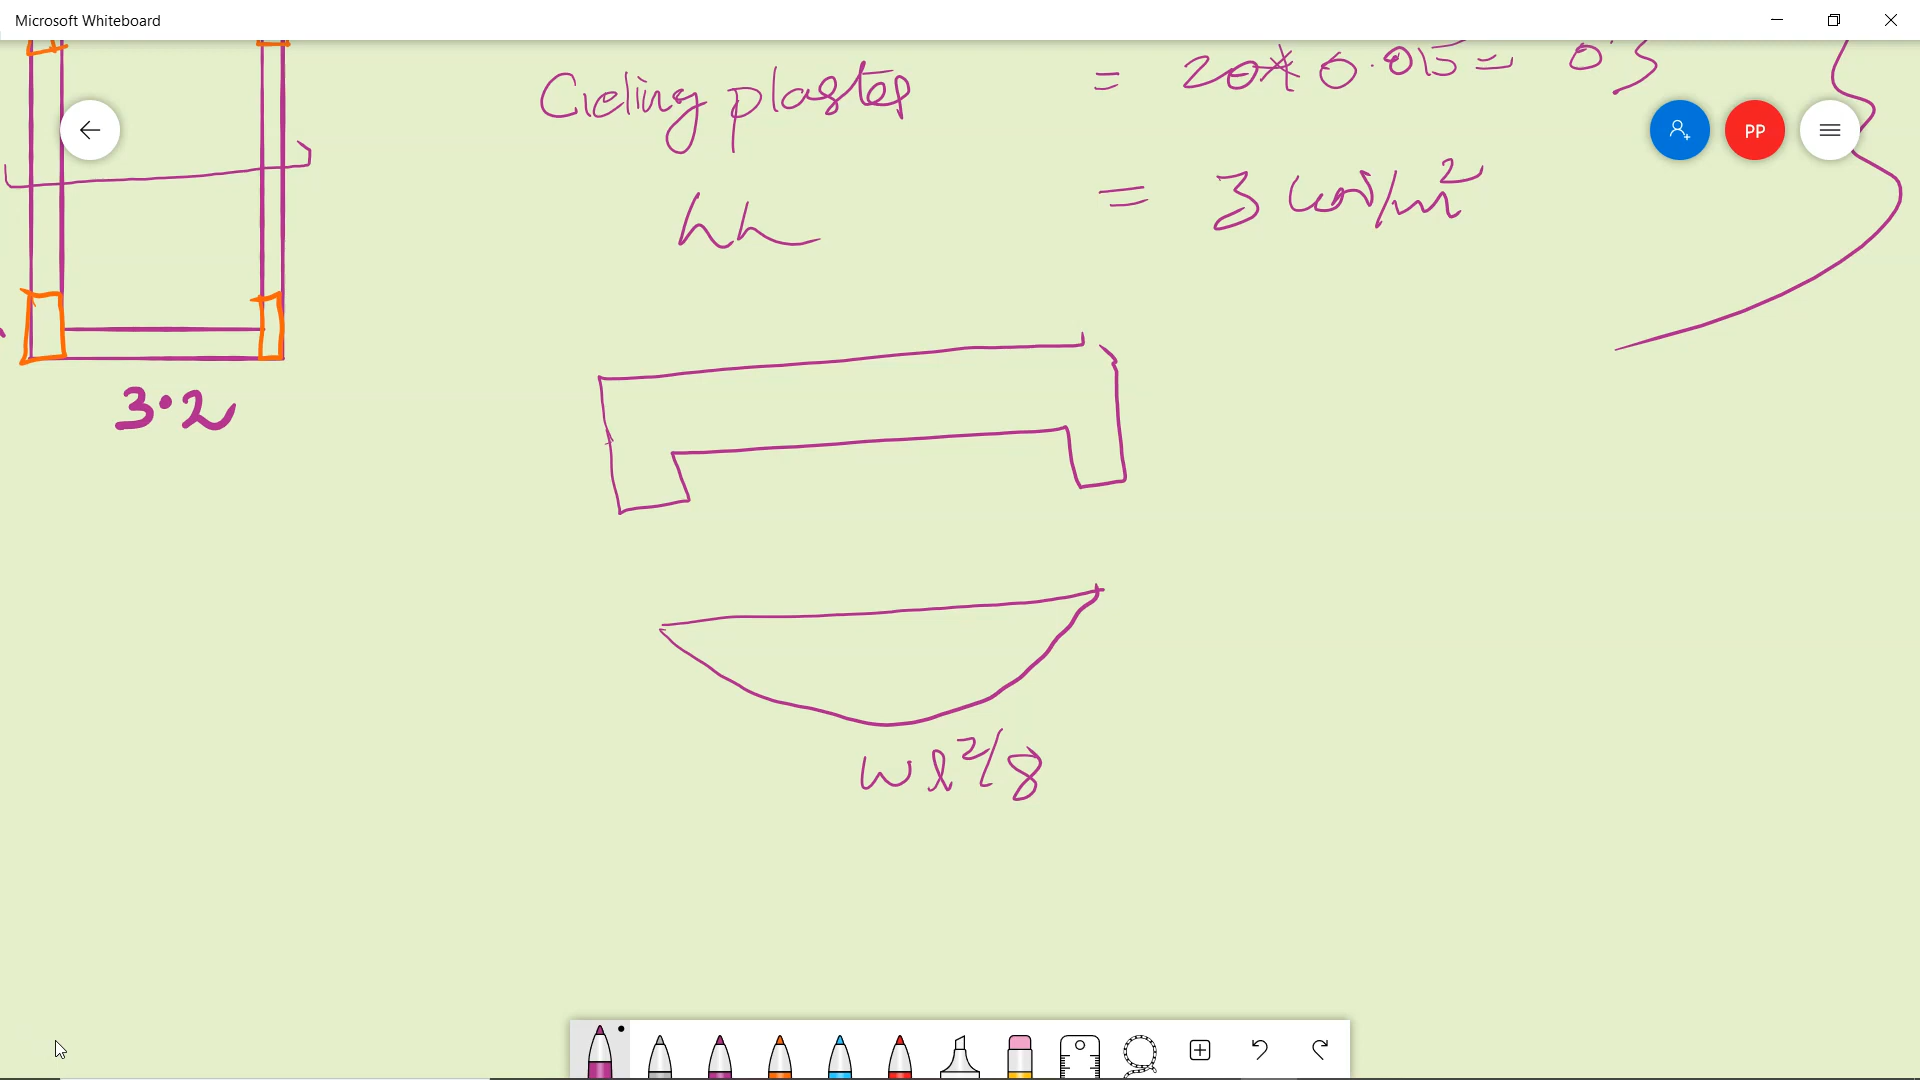 Microsoft Whiteboard
Cieling plaster = 20*0.015= 0.3
PP
= 3 kN/m²
3.2
wl²/8